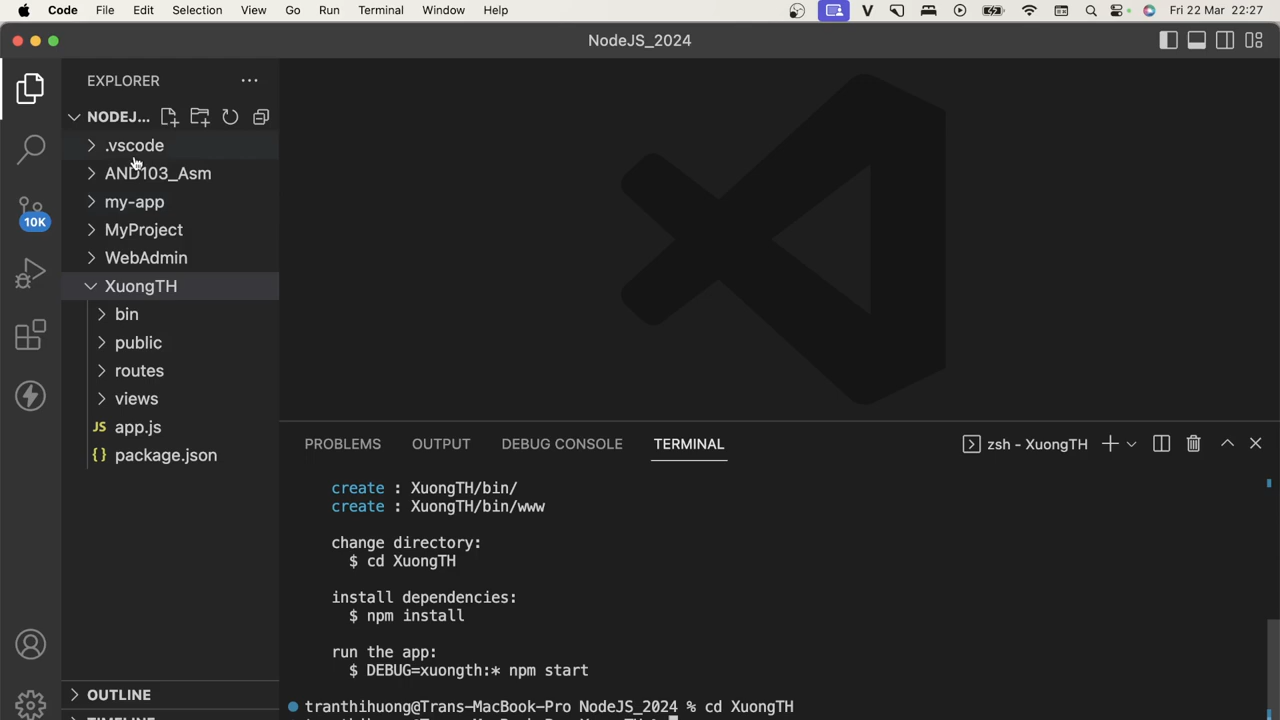 Code File Edit Selection View Go Run Terminal Window Help Fri 22 Mar 22:27
NodeJS_2024
EXPLORER
NODEJ...
.vscode
AND103_Asm
my-app
MyProject
10K
WebAdmin
XuongTH
bin
public
routes
views
JS app.js
{} package.json
OUTLINE
PROBLEMS OUTPUT DEBUG CONSOLE TERMINAL zsh - XuongTH
create : XuongTH/bin/
create : XuongTH/bin/www
change directory:
$ cd XuongTH
install dependencies:
$ npm install
run the app:
$ DEBUG=xuongth:* npm start
tranthihuong@Trans-MacBook-Pro NodeJS_2024 % cd XuongTH